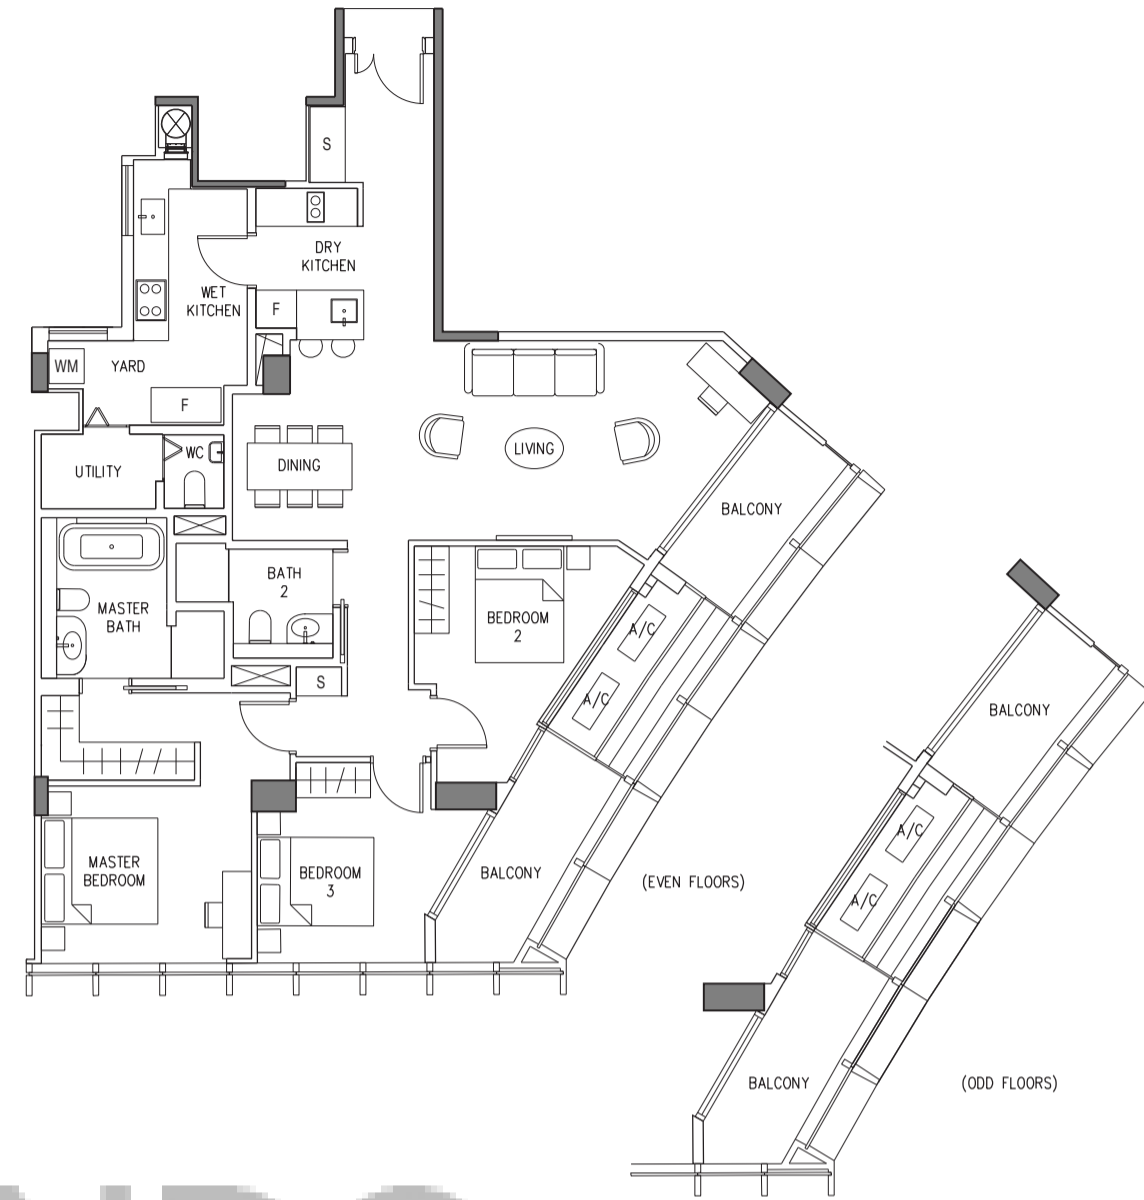 S
DRY
KITCHEN
WET
KITCHEN
F
WM
YARD
F
UTILITY
WC
DINING
LIVING
BALCONY
BATH
2
MASTER
BATH
BEDROOM
2
A/C
A/C
S
MASTER
BEDROOM
BEDROOM
3
BALCONY
(EVEN FLOORS)
BALCONY
A/C
A/C
BALCONY
(ODD FLOORS)